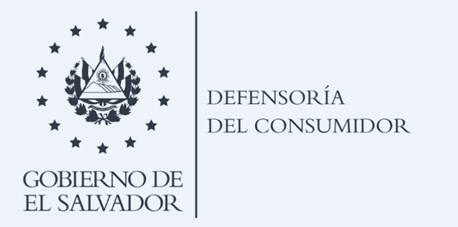 GOBIERNO DE
EL SALVADOR
DEFENSORÍA
DEL CONSUMIDOR